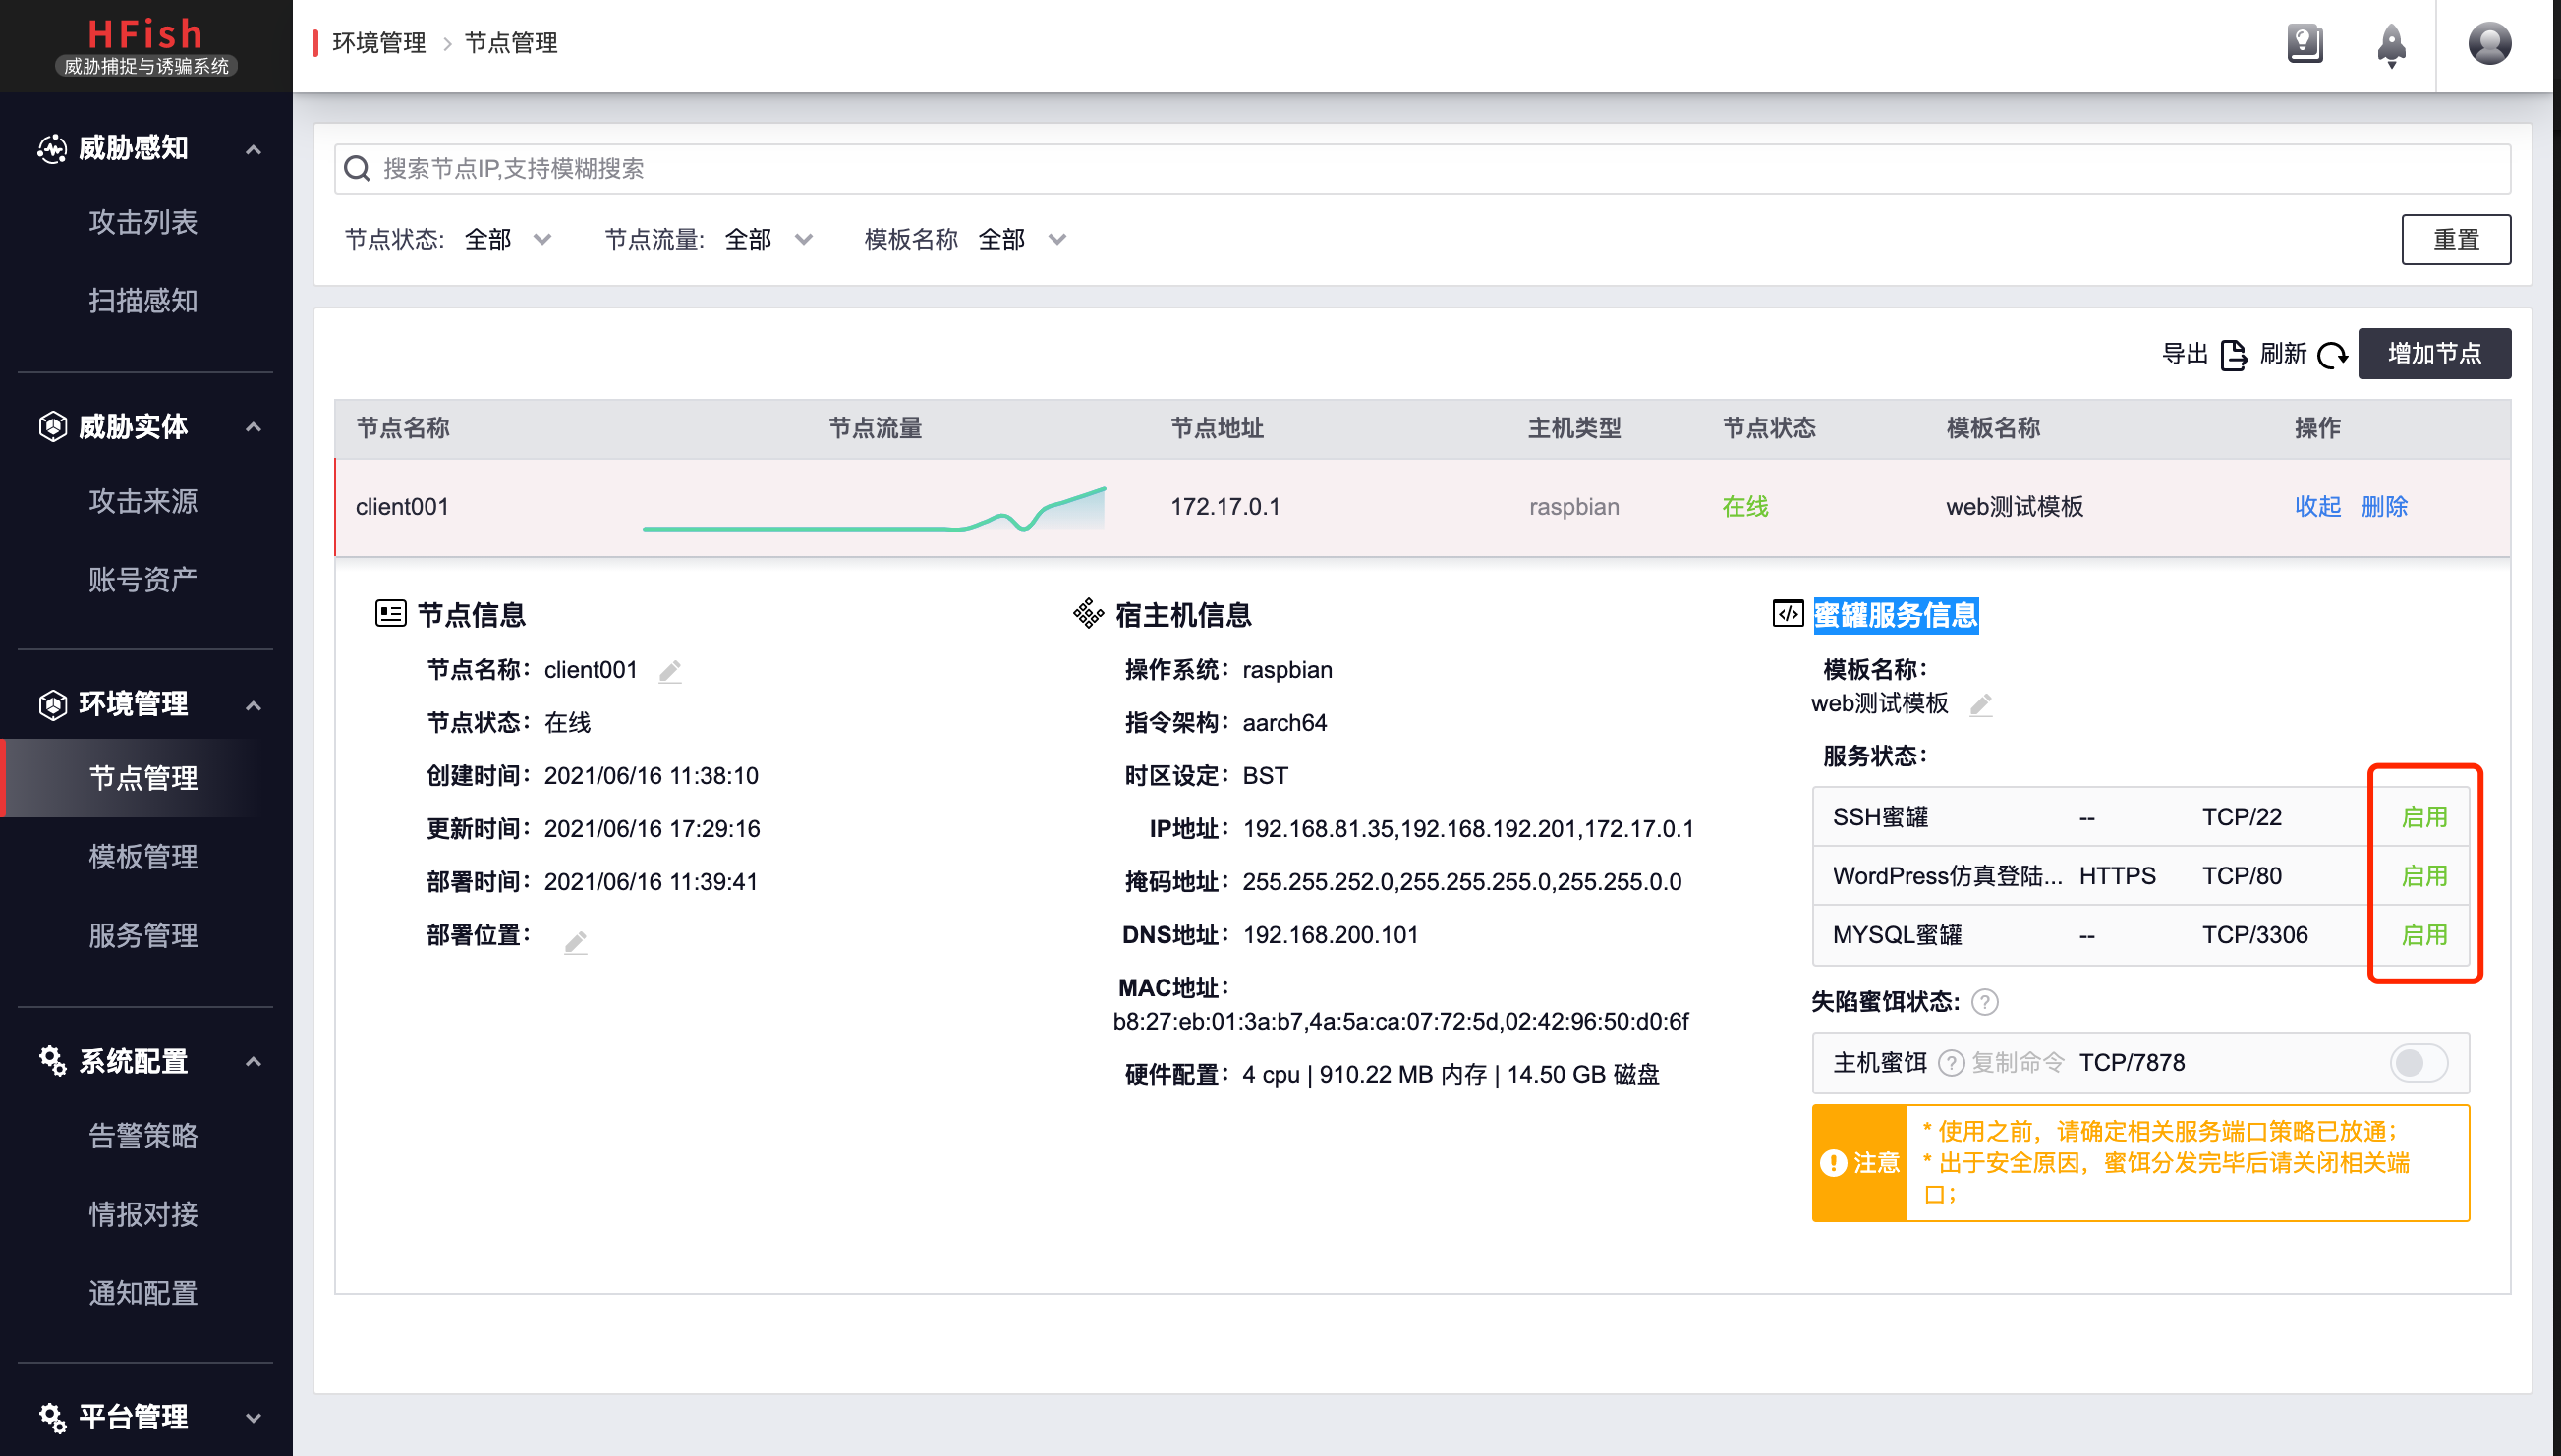 HFish
威胁捕捉与诱骗系统
环境管理 > 节点管理
威胁感知
攻击列表
扫描感知
威胁实体
攻击来源
账号资产
环境管理
节点管理
模板管理
服务管理
系统配置
告警策略
情报对接
通知配置
平台管理
搜索节点IP,支持模糊搜索
节点状态: 全部 节点流量: 全部 模板名称 全部 重置
导出 刷新 增加节点
节点名称 节点流量 节点地址 主机类型 节点状态 模板名称 操作
client001 172.17.0.1 raspbian 在线 web测试模板 收起 删除
节点信息
节点名称：client001
节点状态：在线
创建时间：2021/06/16 11:38:10
更新时间：2021/06/16 17:29:16
部署时间：2021/06/16 11:39:41
部署位置：
宿主机信息
操作系统：raspbian
指令架构：aarch64
时区设定：BST
IP地址：192.168.81.35,192.168.192.201,172.17.0.1
掩码地址：255.255.252.0,255.255.255.0,255.255.0.0
DNS地址：192.168.200.101
MAC地址：
b8:27:eb:01:3a:b7,4a:5a:ca:07:72:5d,02:42:96:50:d0:6f
硬件配置：4 cpu | 910.22 MB 内存 | 14.50 GB 磁盘
蜜罐服务信息
模板名称：
web测试模板
服务状态：
SSH蜜罐 -- TCP/22 启用
WordPress仿真登陆... HTTPS TCP/80 启用
MYSQL蜜罐 -- TCP/3306 启用
失陷蜜饵状态: ?
主机蜜饵 ? 复制命令 TCP/7878
注意
* 使用之前，请确定相关服务端口策略已放通；
* 出于安全原因，蜜饵分发完毕后请关闭相关端
口；